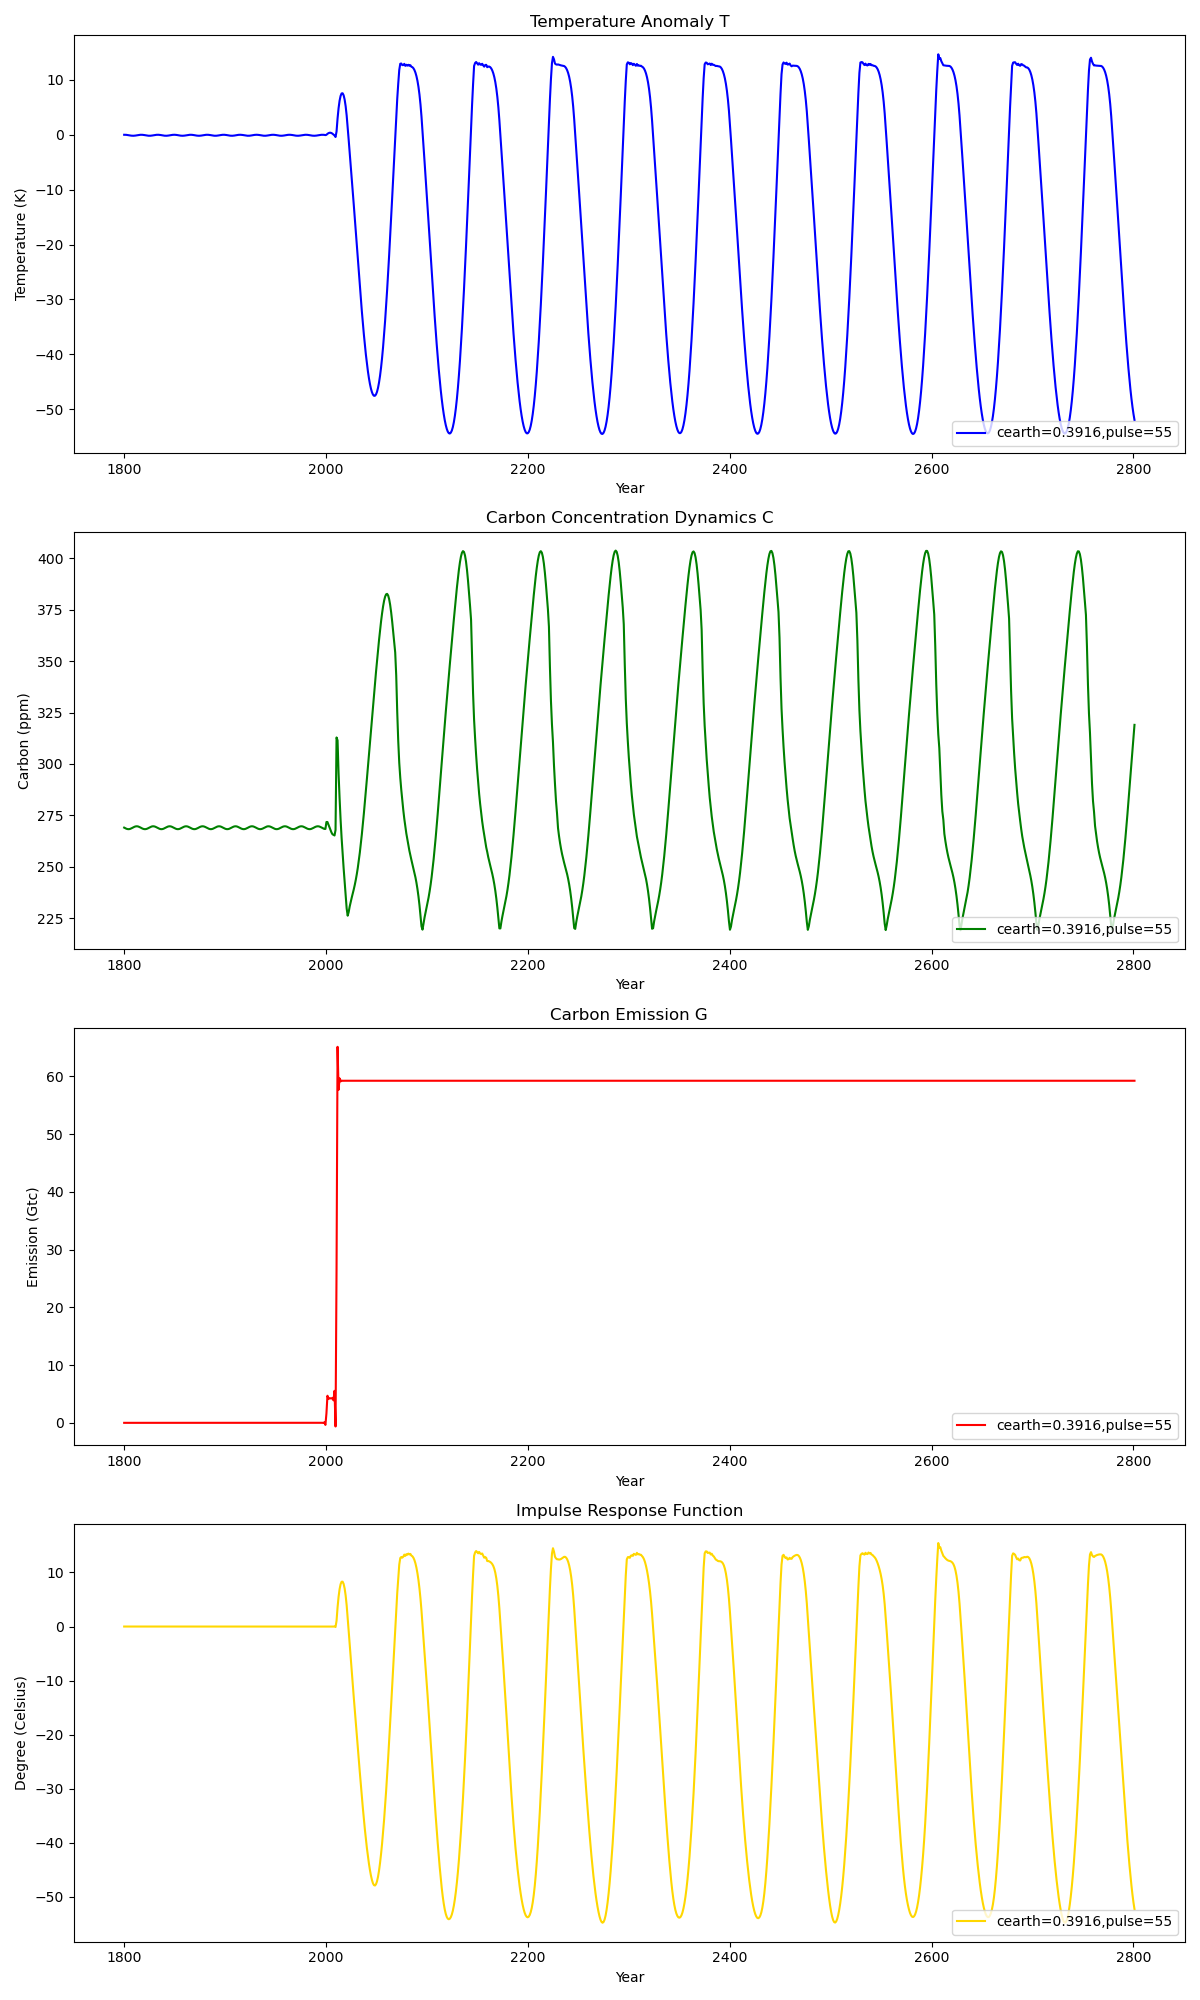 Temperature Anomaly T
10
0
−10
−20
−30
−40
−50
Temperature (K)
cearth=0.3916,pulse=55
1800 2000 2200 2400 2600 2800
Year
Carbon Concentration Dynamics C
400
375
350
325
300
275
250
225
Carbon (ppm)
cearth=0.3916,pulse=55
1800 2000 2200 2400 2600 2800
Year
Carbon Emission G
60
50
40
30
20
10
0
Emission (Gtc)
cearth=0.3916,pulse=55
1800 2000 2200 2400 2600 2800
Year
Impulse Response Function
10
0
−10
−20
−30
−40
−50
Degree (Celsius)
cearth=0.3916,pulse=55
1800 2000 2200 2400 2600 2800
Year